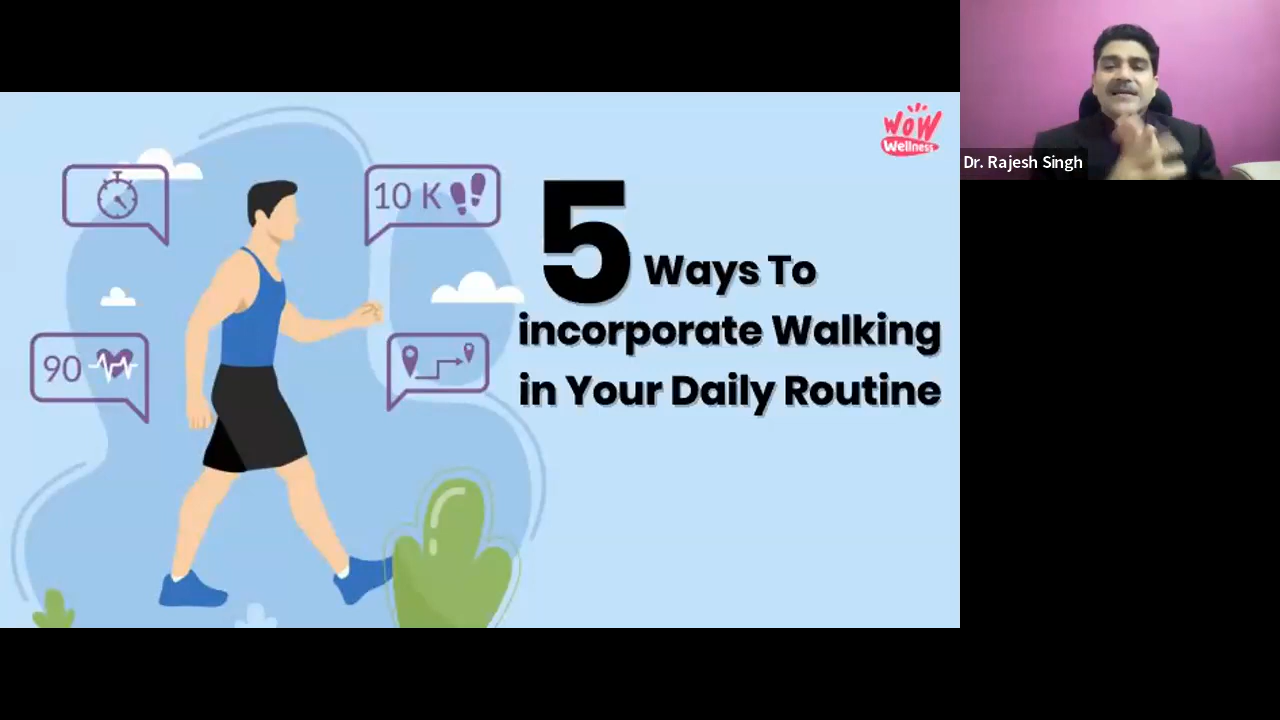 WOW
Wellness
10 K
90
5 Ways To
incorporate Walking
in Your Daily Routine
Dr. Rajesh Singh